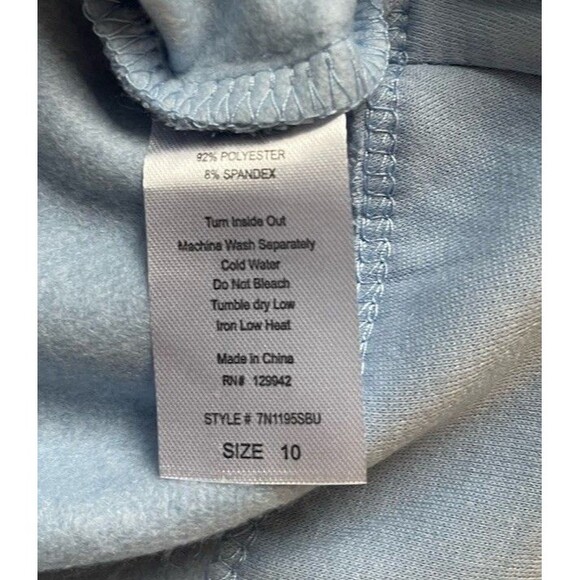 92% POLYESTER
8% SPANDEX
Turn Inside Out
Machine Wash Separately
Cold Water
Do Not Bleach
Tumble dry Low
Iron Low Heat
Made in China
RN# 129942
STYLE # 7N1195SBU
SIZE 10